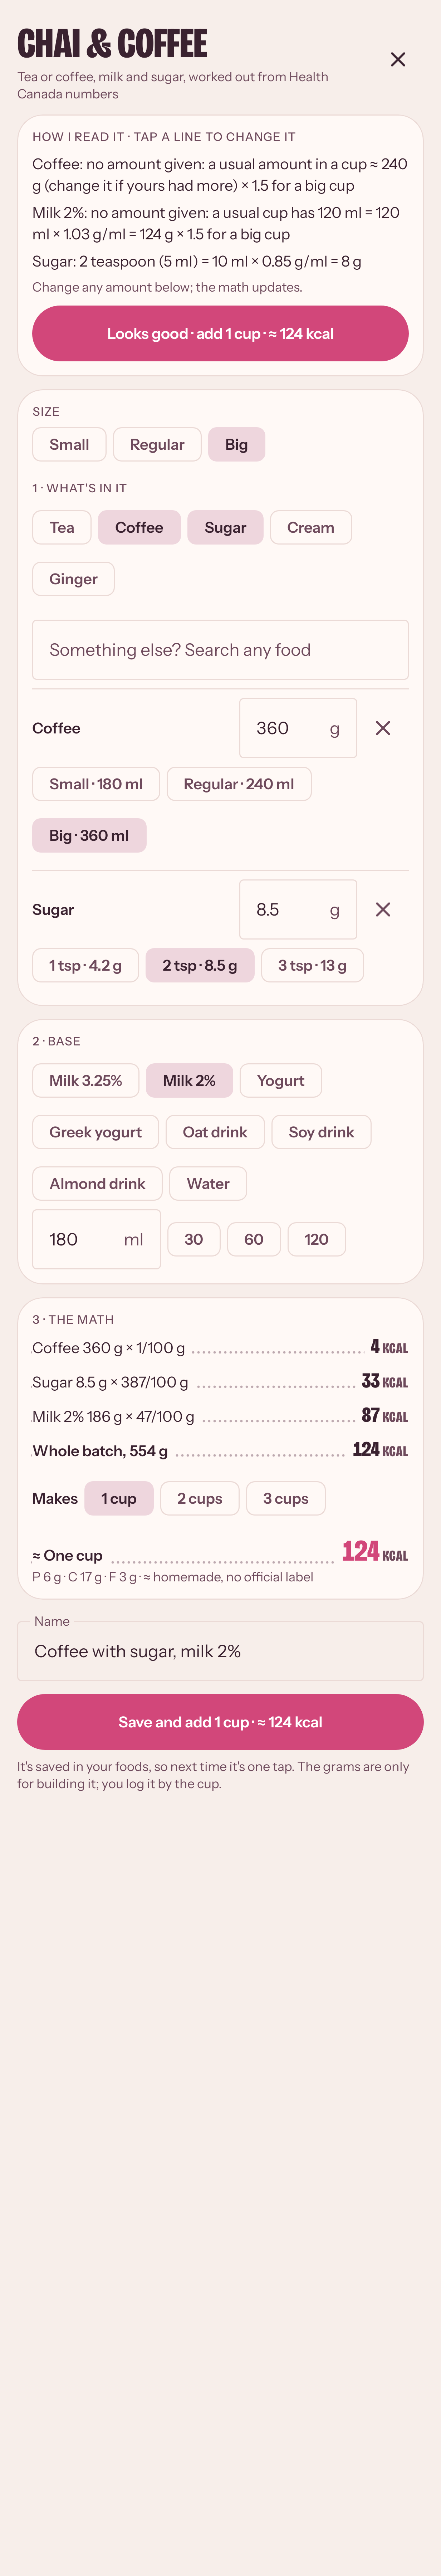 CHAI & COFFEE
Tea or coffee, milk and sugar, worked out from Health
Canada numbers
HOW I READ IT · TAP A LINE TO CHANGE IT
Coffee: no amount given: a usual amount in a cup ≈ 240
g (change it if yours had more) × 1.5 for a big cup
Milk 2%: no amount given: a usual cup has 120 ml = 120
ml × 1.03 g/ml = 124 g × 1.5 for a big cup
Sugar: 2 teaspoon (5 ml) = 10 ml × 0.85 g/ml = 8 g
Change any amount below; the math updates.
Looks good · add 1 cup · ≈ 124 kcal
SIZE
Small Regular Big
1 · WHAT'S IN IT
Tea Coffee Sugar Cream
Ginger
Something else? Search any food
Coffee 360 g
Small · 180 ml Regular · 240 ml
Big · 360 ml
Sugar 8.5 g
1 tsp · 4.2 g 2 tsp · 8.5 g 3 tsp · 13 g
2 · BASE
Milk 3.25% Milk 2% Yogurt
Greek yogurt Oat drink Soy drink
Almond drink Water
180 ml 30 60 120
3 · THE MATH
Coffee 360 g × 1/100 g 4 KCAL
Sugar 8.5 g × 387/100 g 33 KCAL
Milk 2% 186 g × 47/100 g 87 KCAL
Whole batch, 554 g 124 KCAL
Makes 1 cup 2 cups 3 cups
≈ One cup 124 KCAL
P 6 g · C 17 g · F 3 g · ≈ homemade, no official label
Name
Coffee with sugar, milk 2%
Save and add 1 cup · ≈ 124 kcal
It's saved in your foods, so next time it's one tap. The grams are only
for building it; you log it by the cup.